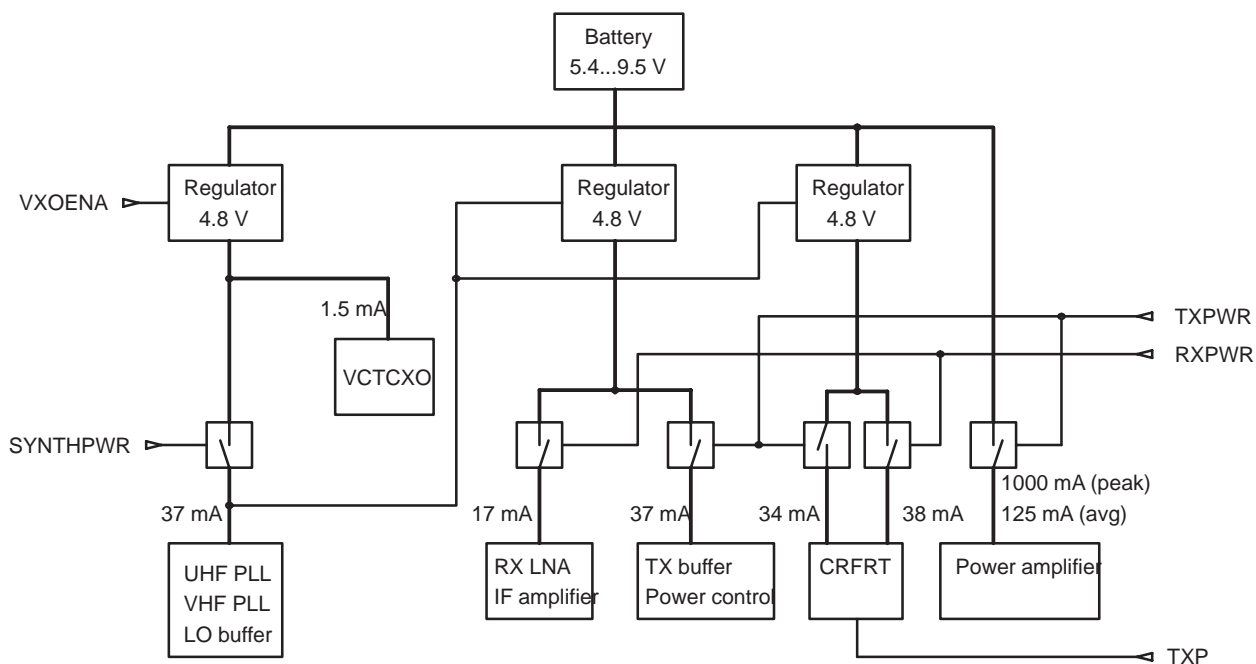 Battery
5.4...9.5 V
Regulator
4.8 V
Regulator
4.8 V
Regulator
4.8 V
VXOENA
1.5 mA
VCTCXO
TXPWR
RXPWR
SYNTHPWR
37 mA
17 mA
37 mA
34 mA
38 mA
1000 mA (peak)
125 mA (avg)
UHF PLL
VHF PLL
LO buffer
RX LNA
IF amplifier
TX buffer
Power control
CRFRT
Power amplifier
TXP